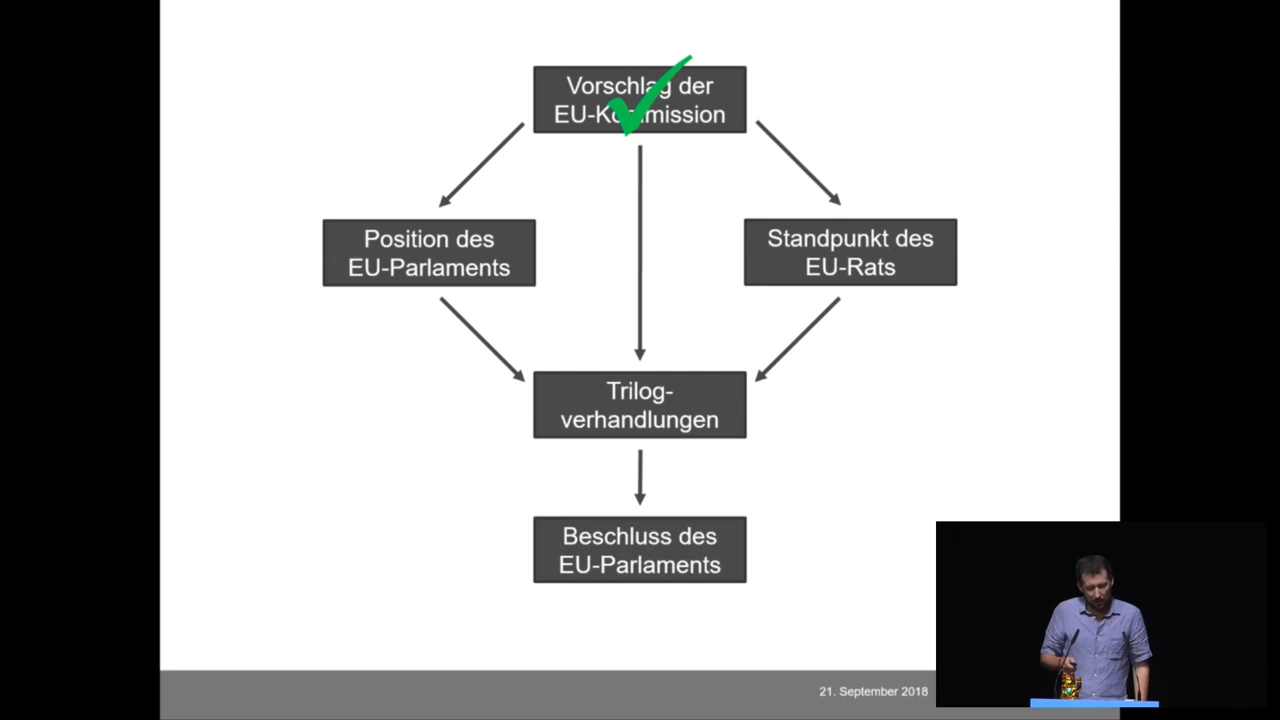 Vorschlag der
EU-Kommission
Position des
EU-Parlaments
Standpunkt des
EU-Rats
Trilog-
verhandlungen
Beschluss des
EU-Parlaments
21. September 2018